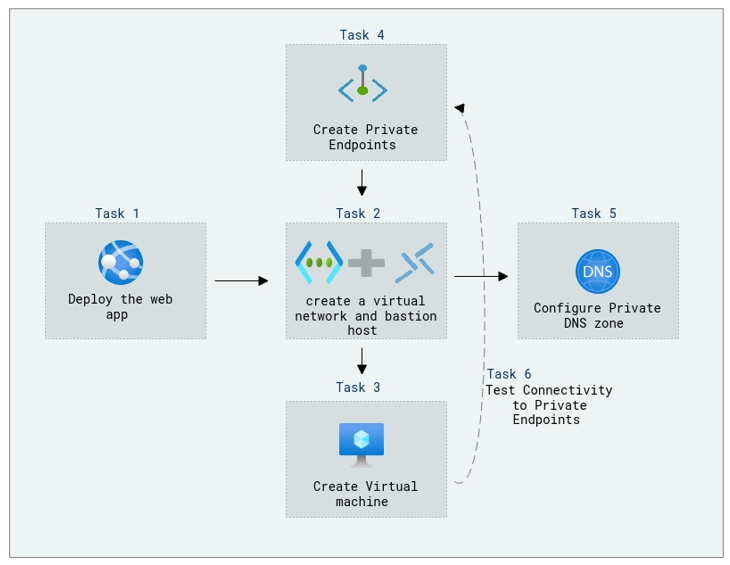 Task 4
Create Private
Endpoints
Task 1
Deploy the web
app
Task 2
create a virtual
network and bastion
host
Task 5
DNS
Configure Private
DNS zone
Task 3
Create Virtual
machine
Task 6
Test Connectivity
to Private
Endpoints